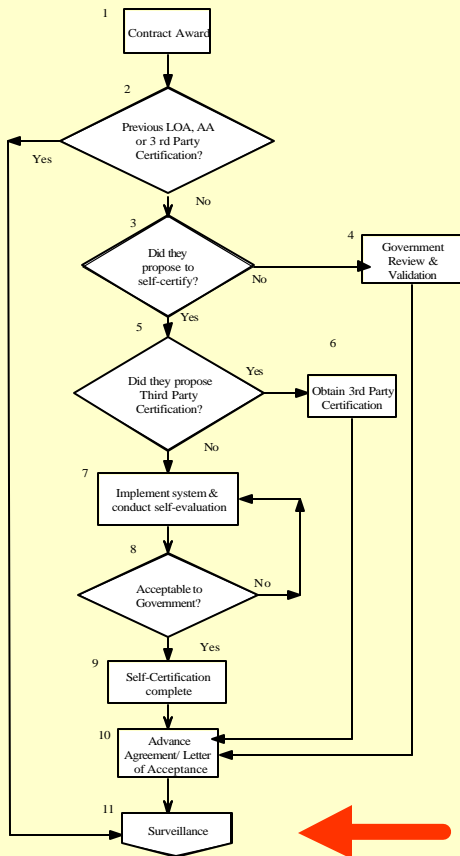 1
Contract Award
2
Previous LOA, AA
or 3 rd Party
Certification?
Yes
No
3
Did they
propose to
self-certify?
No
4
Government
Review &
Validation
Yes
5
Did they propose
Third Party
Certification?
Yes
6
Obtain 3rd Party
Certification
No
7
Implement system &
conduct self-evaluation
8
Acceptable to
Government?
No
Yes
9
Self-Certification
complete
10
Advance
Agreement/ Letter
of Acceptance
11
Surveillance